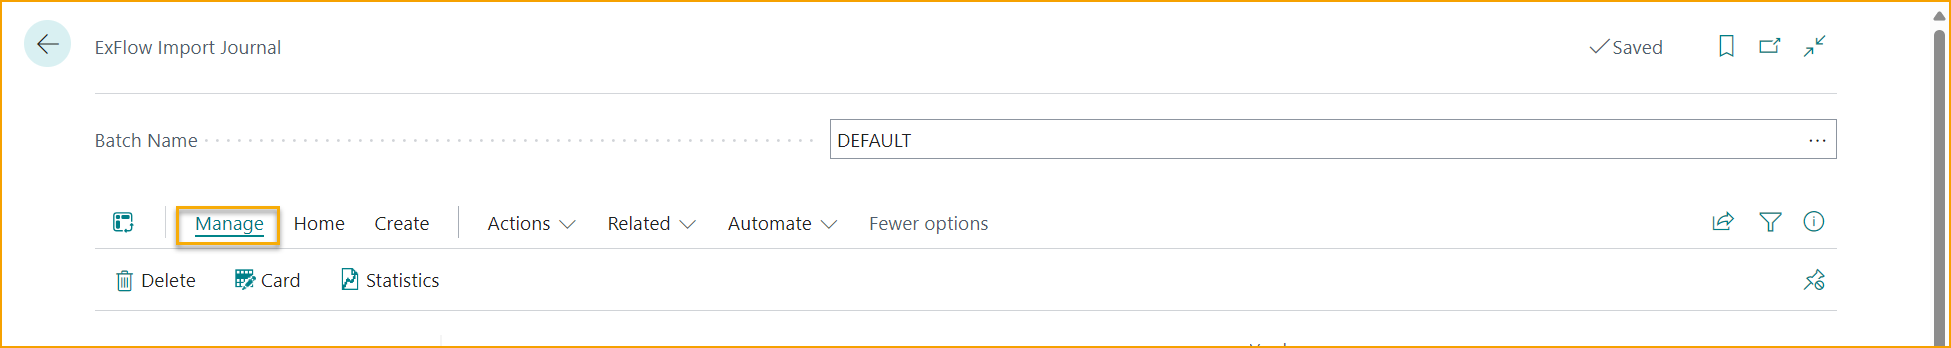 ExFlow Import Journal
Saved
Batch Name
DEFAULT
Manage Home Create Actions Related Automate Fewer options
Delete Card Statistics